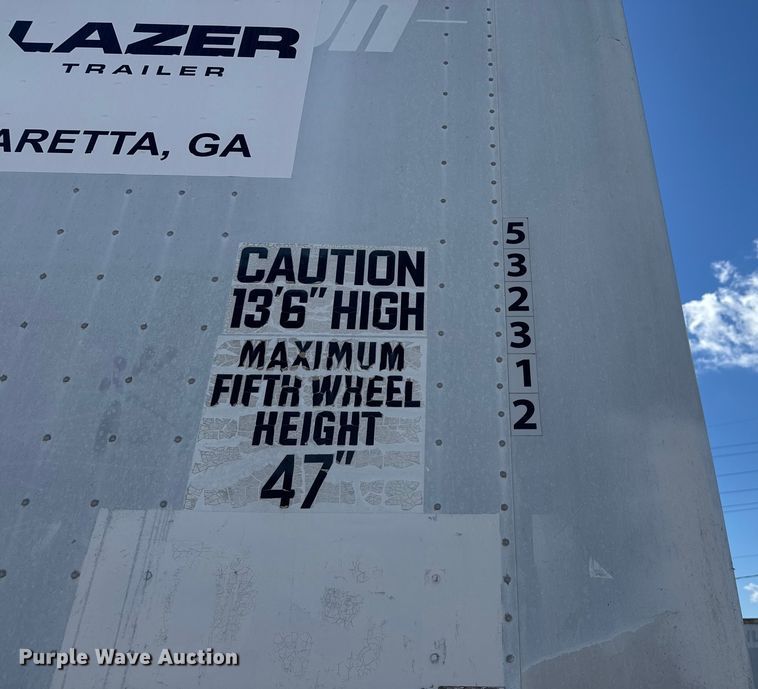 LAZER
TRAILER
ARETTA, GA
CAUTION
13'6" HIGH
MAXIMUM
FIFTH WHEEL
HEIGHT
47"
5
3
2
3
1
2
Purple Wave Auction